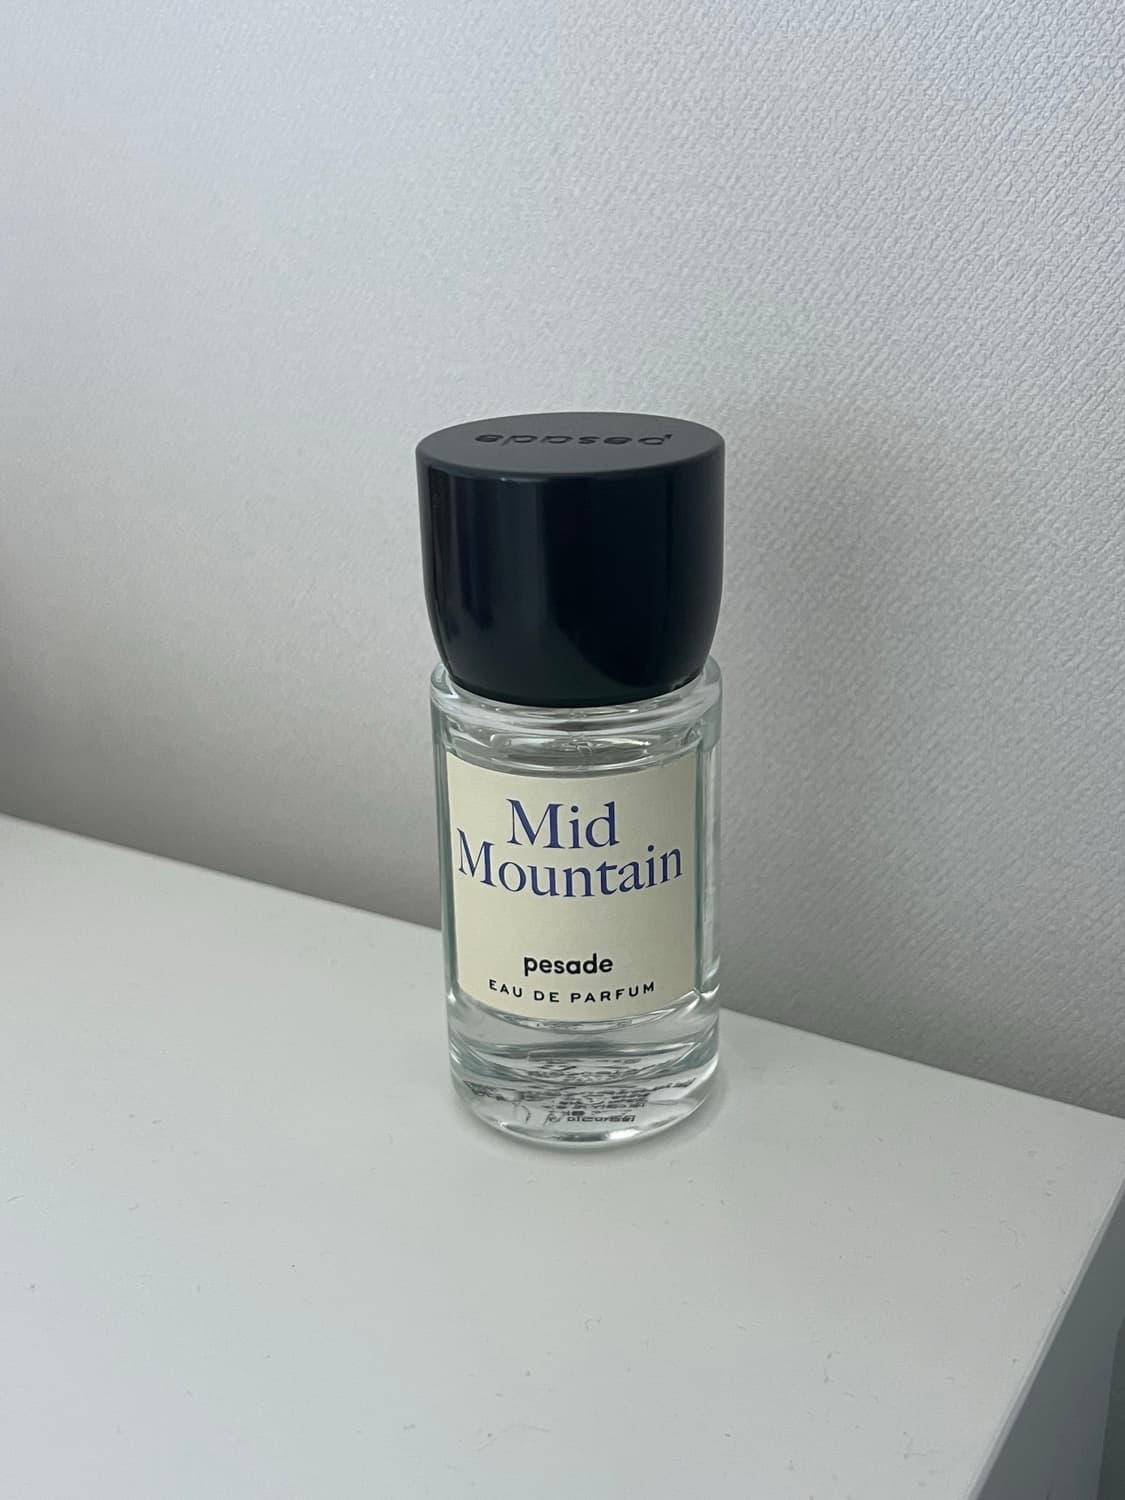 pesade
Mid
Mountain
pesade
EAU DE PARFUM